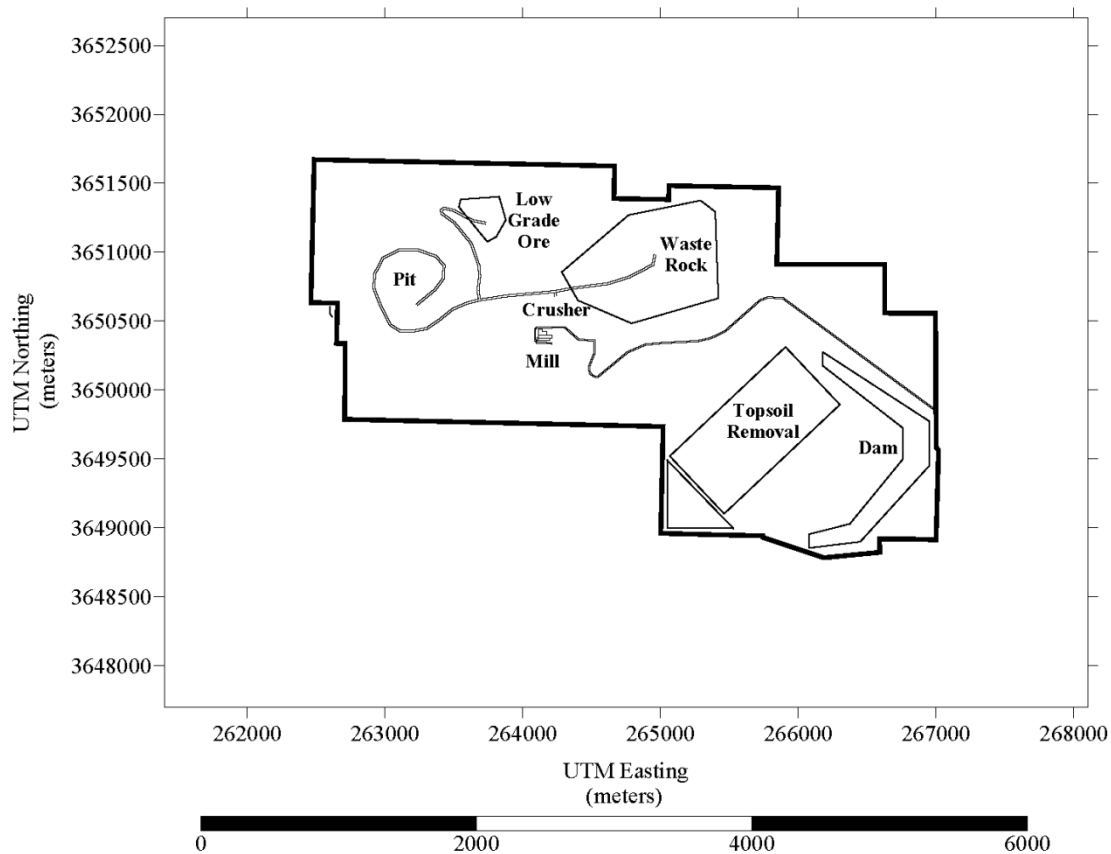 3652500
3652000
3651500
3651000
3650500
3650000
3649500
3649000
3648500
3648000
UTM Northing
(meters)
Low
Grade
Ore
Waste
Rock
Pit
Crusher
Mill
Topsoil
Removal
Dam
262000 263000 264000 265000 266000 267000 268000
UTM Easting
(meters)
0 2000 4000 6000